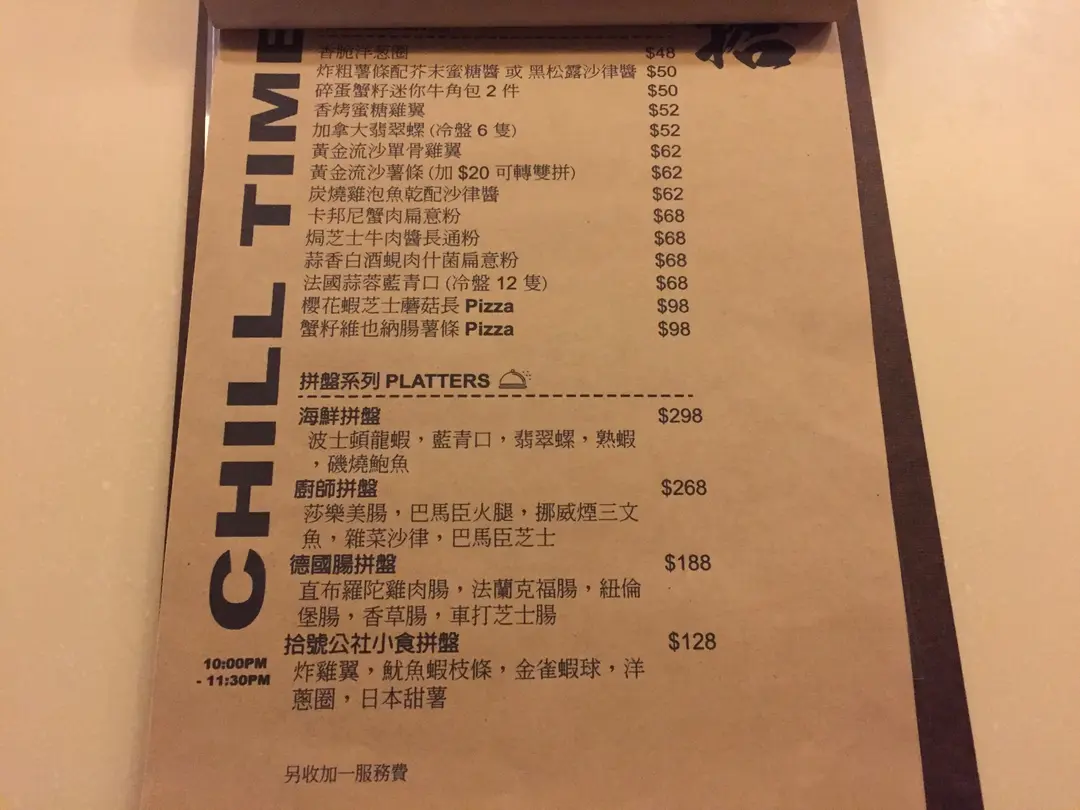 CHILL TIME
拾
香脆洋蔥圈 $48
炸粗薯條配芥末蜜糖醬 或 黑松露沙律醬 $50
碎蛋蟹籽迷你牛角包 2 件 $50
香烤蜜糖雞翼 $52
加拿大翡翠螺 (冷盤 6 隻) $52
黃金流沙單骨雞翼 $62
黃金流沙薯條 (加 $20 可轉雙拼) $62
炭燒雞泡魚乾配沙律醬 $62
卡邦尼蟹肉扁意粉 $68
焗芝士牛肉醬長通粉 $68
蒜香白酒蜆肉什菌扁意粉 $68
法國蒜蓉藍青口 (冷盤 12 隻) $68
櫻花蝦芝士蘑菇長 Pizza $98
蟹籽維也納腸薯條 Pizza $98
拼盤系列 PLATTERS
海鮮拼盤 $298
波士頓龍蝦，藍青口，翡翠螺，熟蝦
，磯燒鮑魚
廚師拼盤 $268
莎樂美腸，巴馬臣火腿，挪威煙三文
魚，雜菜沙律，巴馬臣芝士
德國腸拼盤 $188
直布羅陀雞肉腸，法蘭克福腸，紐倫
堡腸，香草腸，車打芝士腸
拾號公社小食拼盤 $128
炸雞翼，魷魚蝦枝條，金雀蝦球，洋
蔥圈，日本甜薯
10:00PM
- 11:30PM
另收加一服務費